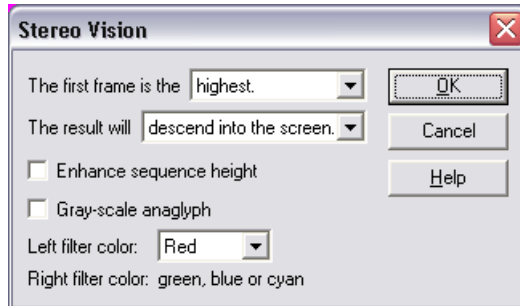 Stereo Vision
The first frame is the highest.
OK
The result will descend into the screen.
Cancel
Enhance sequence height
Help
Gray-scale anaglyph
Left filter color: Red
Right filter color: green, blue or cyan